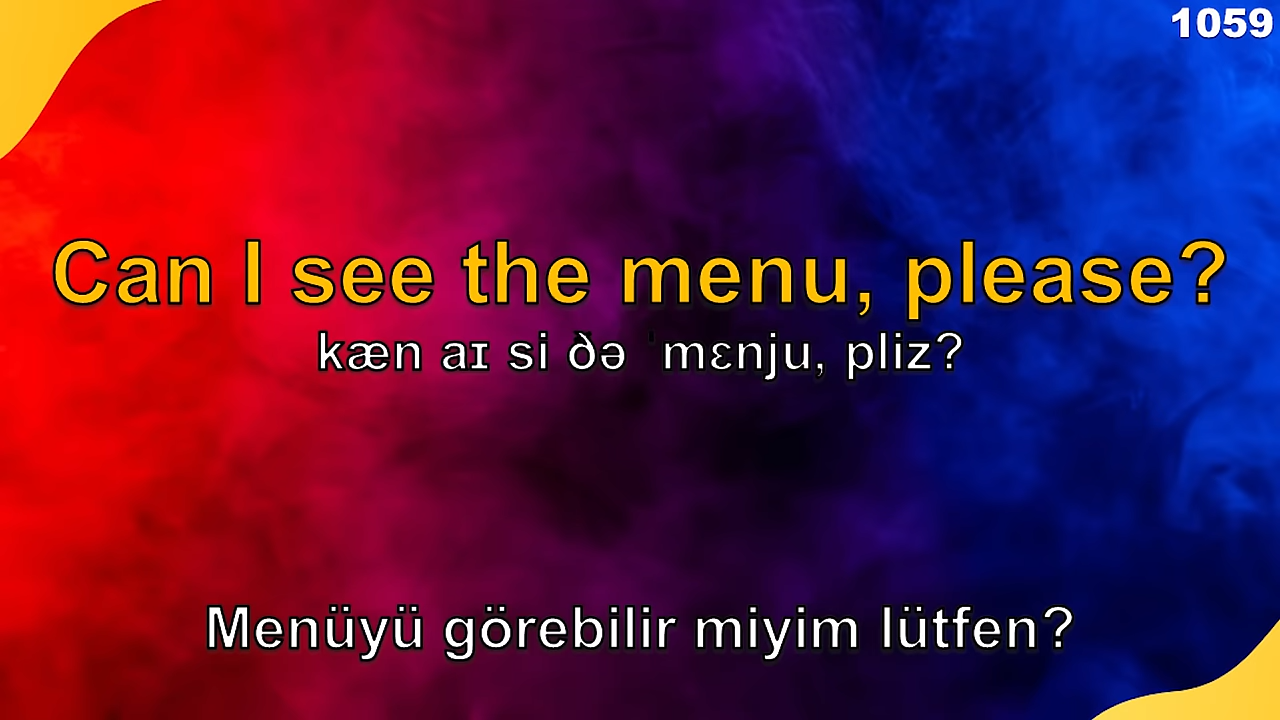 1059
Can I see the menu, please?
kæn aɪ si ðə ˈmɛnju, pliz?
Menüyü görebilir miyim lütfen?